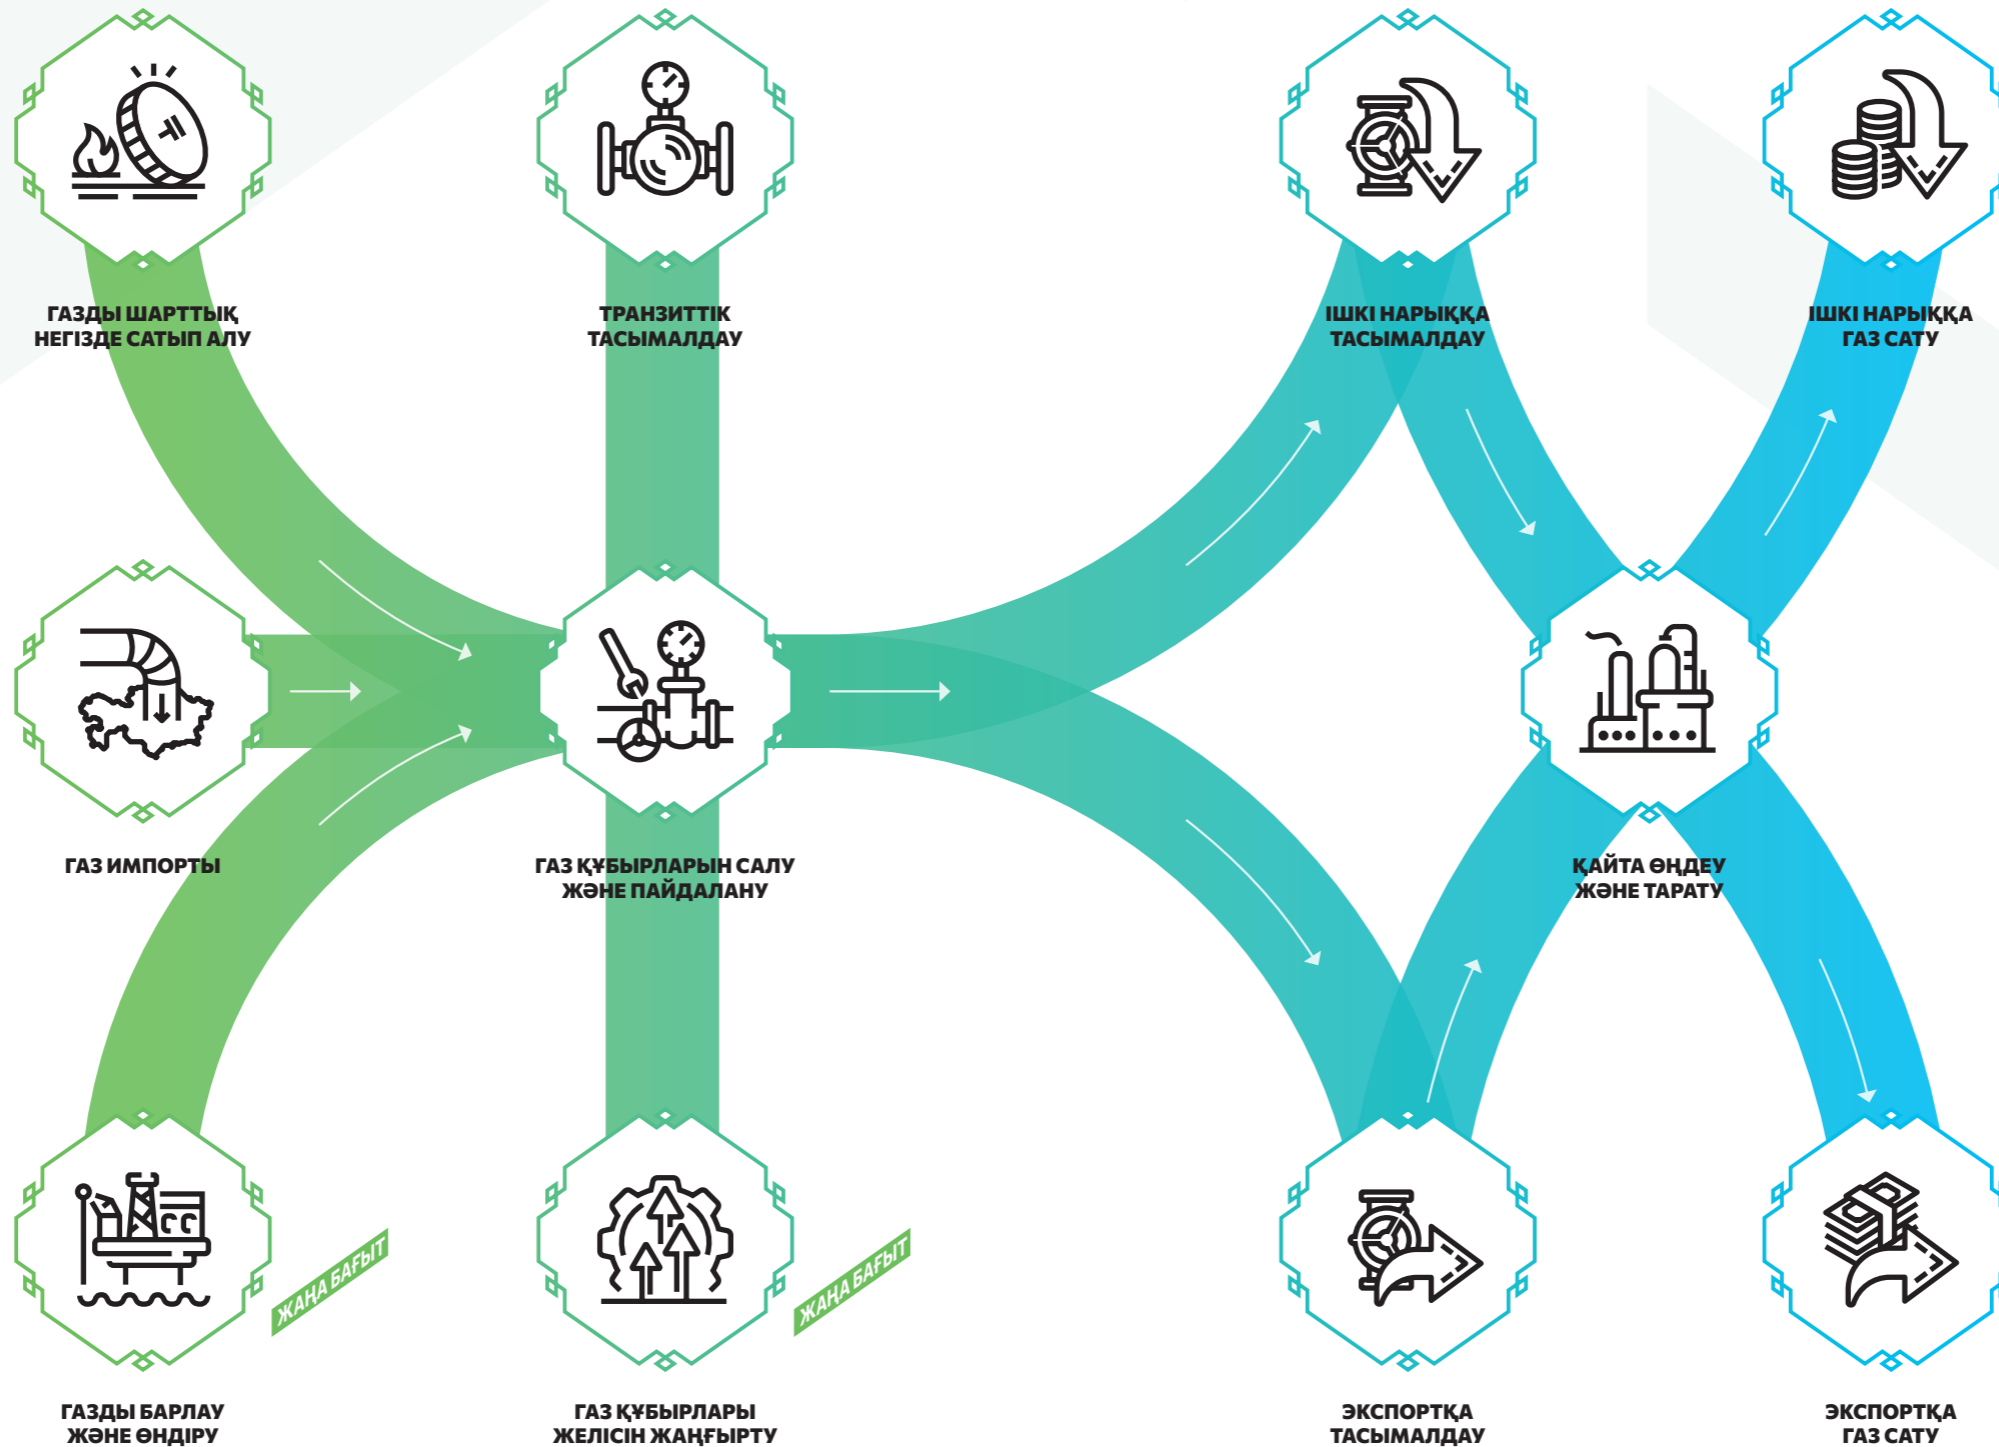 ГАЗДЫ ШАРТТЫҚ
НЕГІЗДЕ САТЫП АЛУ
ТРАНЗИТТІК
ТАСЫМАЛДАУ
ІШКІ НАРЫҚҚА
ТАСЫМАЛДАУ
ІШКІ НАРЫҚҚА
ГАЗ САТУ
ГАЗ ИМПОРТЫ
ГАЗ ҚҰБЫРЛАРЫН САЛУ
ЖӘНЕ ПАЙДАЛАНУ
ҚАЙТА ӨҢДЕУ
ЖӘНЕ ТАРАТУ
ЖАҢА БАҒЫТ
ЖАҢА БАҒЫТ
ГАЗДЫ БАРЛАУ
ЖӘНЕ ӨНДІРУ
ГАЗ ҚҰБЫРЛАРЫ
ЖЕЛІСІН ЖАҢҒЫРТУ
ЭКСПОРТҚА
ТАСЫМАЛДАУ
ЭКСПОРТҚА
ГАЗ САТУ